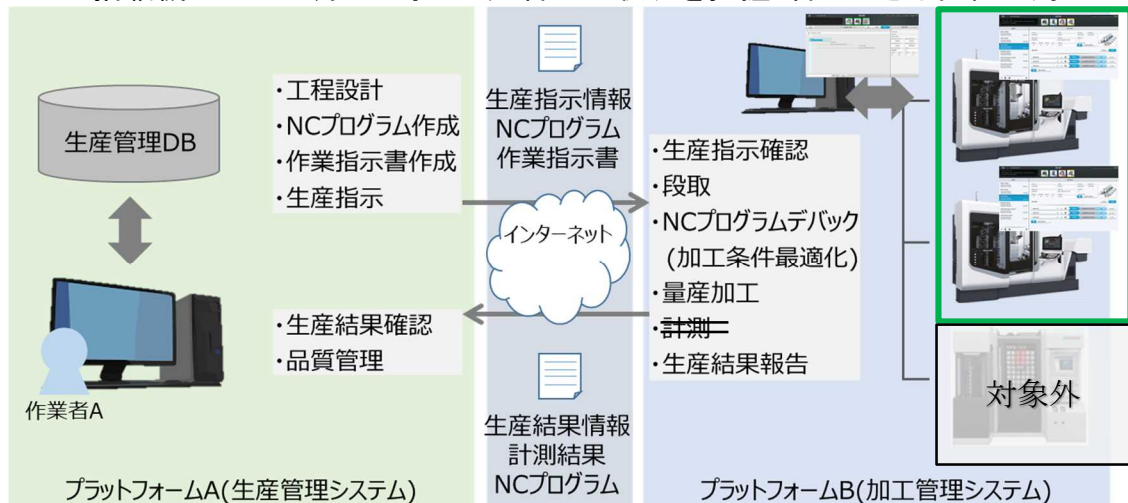 生産管理DB
・工程設計
・NCプログラム作成
・作業指示書作成
・生産指示
・生産結果確認
・品質管理
作業者A
プラットフォームA(生産管理システム)
生産指示情報
NCプログラム
作業指示書
インターネット
生産結果情報
計測結果
NCプログラム
・生産指示確認
・段取
・NCプログラムデバック
(加工条件最適化)
・量産加工
・計測
・生産結果報告
対象外
プラットフォームB(加工管理システム)